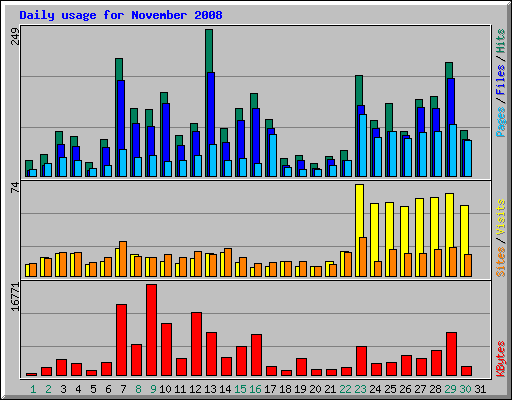 Daily usage for November 2008
249
Pages / Files / Hits
74
Sites / Visits
16771
KBytes
1 2 3 4 5 6 7 8 9 10 11 12 13 14 15 16 17 18 19 20 21 22 23 24 25 26 27 28 29 30 31